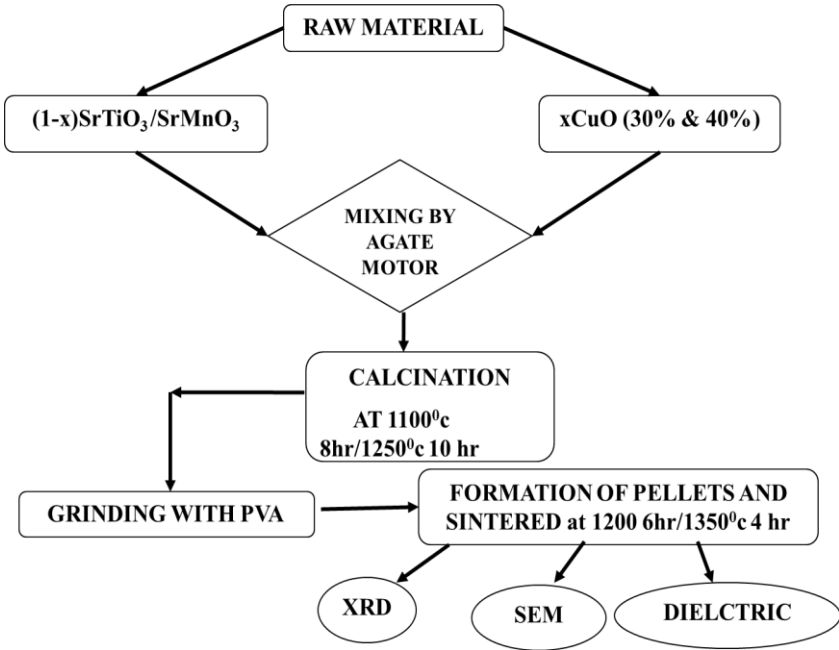 RAW MATERIAL
(1-x)SrTiO₃/SrMnO₃
xCuO (30% & 40%)
MIXING BY
AGATE
MOTOR
CALCINATION
AT 1100⁰c
8hr/1250⁰c 10 hr
GRINDING WITH PVA
FORMATION OF PELLETS AND
SINTERED at 1200 6hr/1350⁰c 4 hr
XRD
SEM
DIELCTRIC